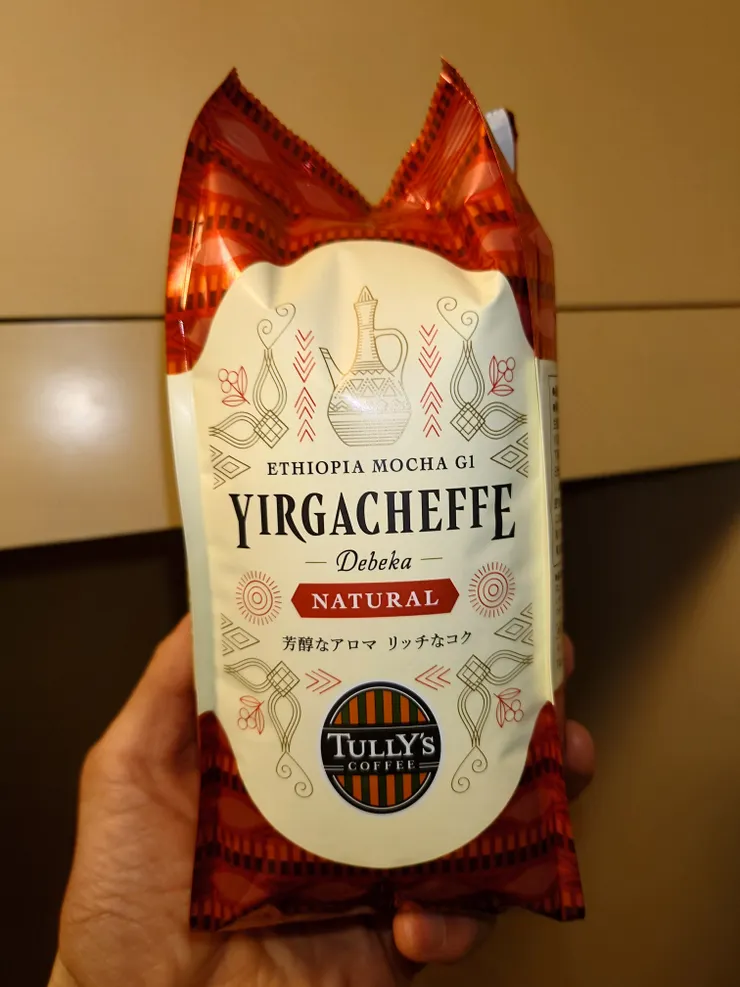 ETHIOPIA MOCHA G1
YIRGACHEFFE
Debeka
NATURAL
芳醇なアロマ リッチなコク
TULLY'S
COFFEE